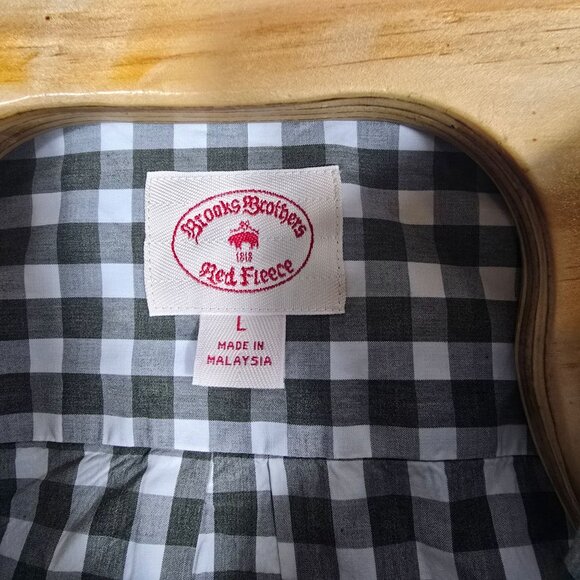 Brooks Brothers
1818
Red Fleece
L
MADE IN
MALAYSIA